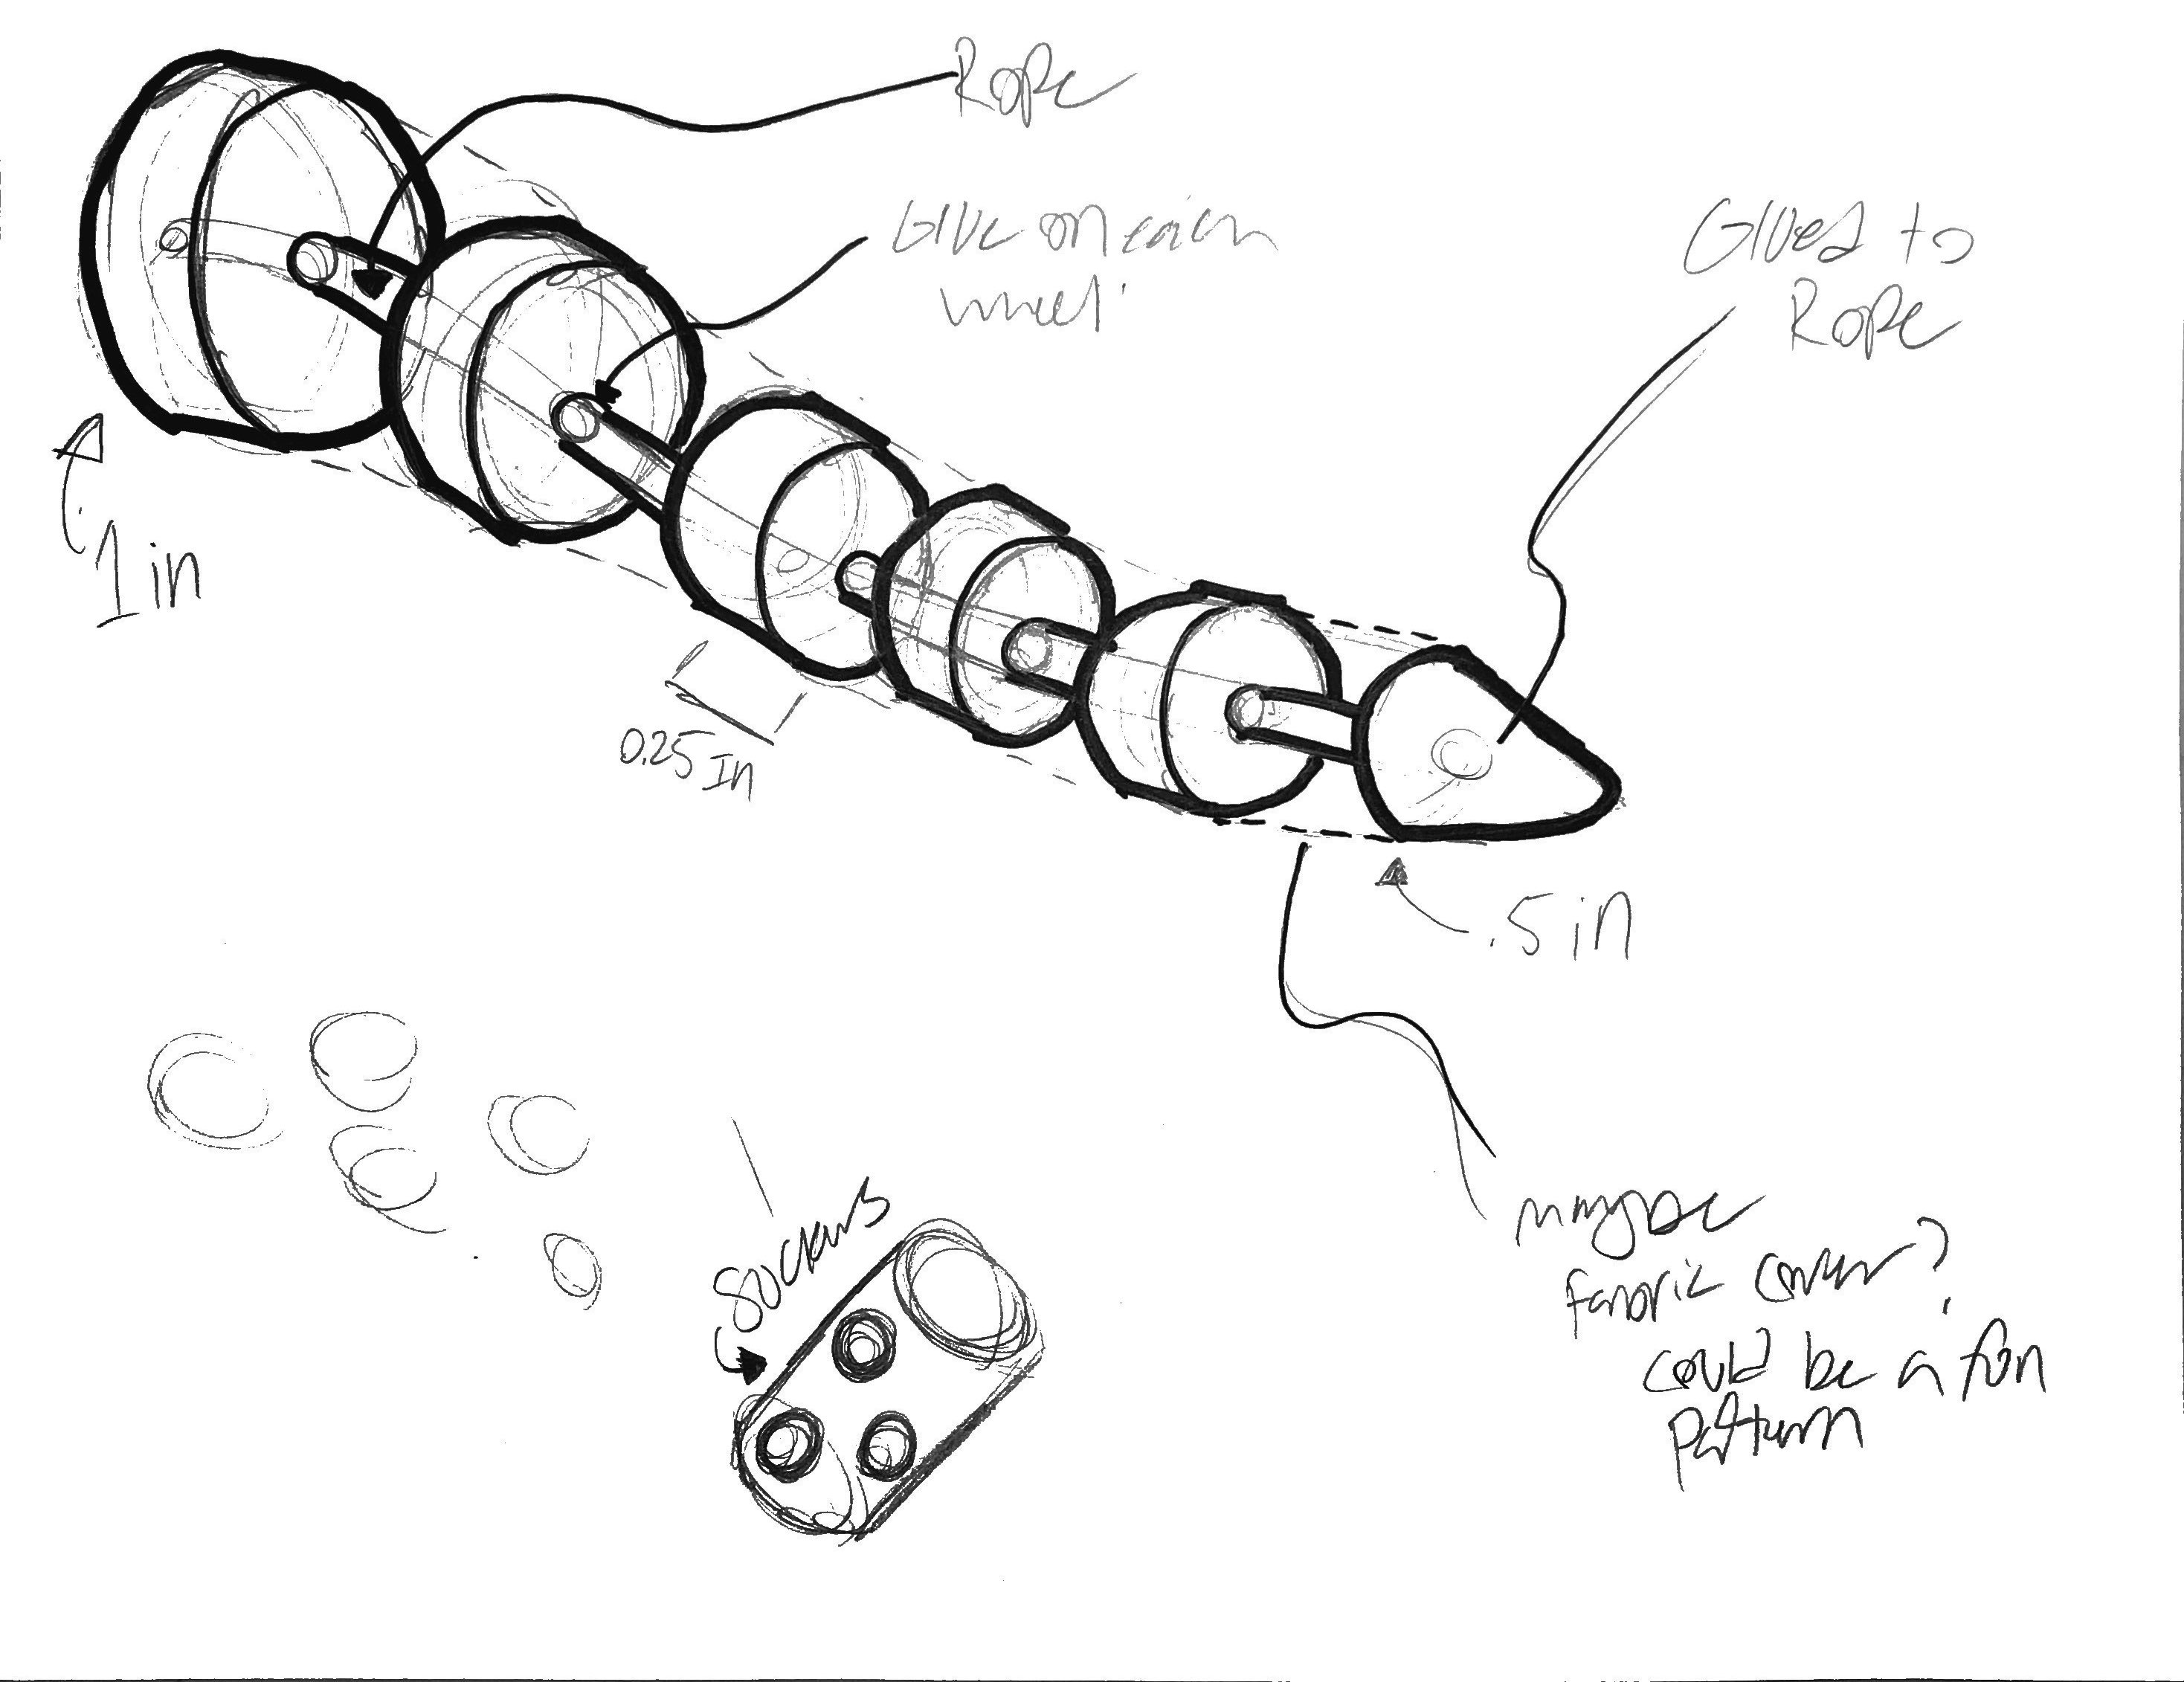 Rope
Glue on each
wheel
Glued to
Rope
1 in
0.25 In
.5 in
Suckers
maybe
fabric cover?
could be a fun
pattern